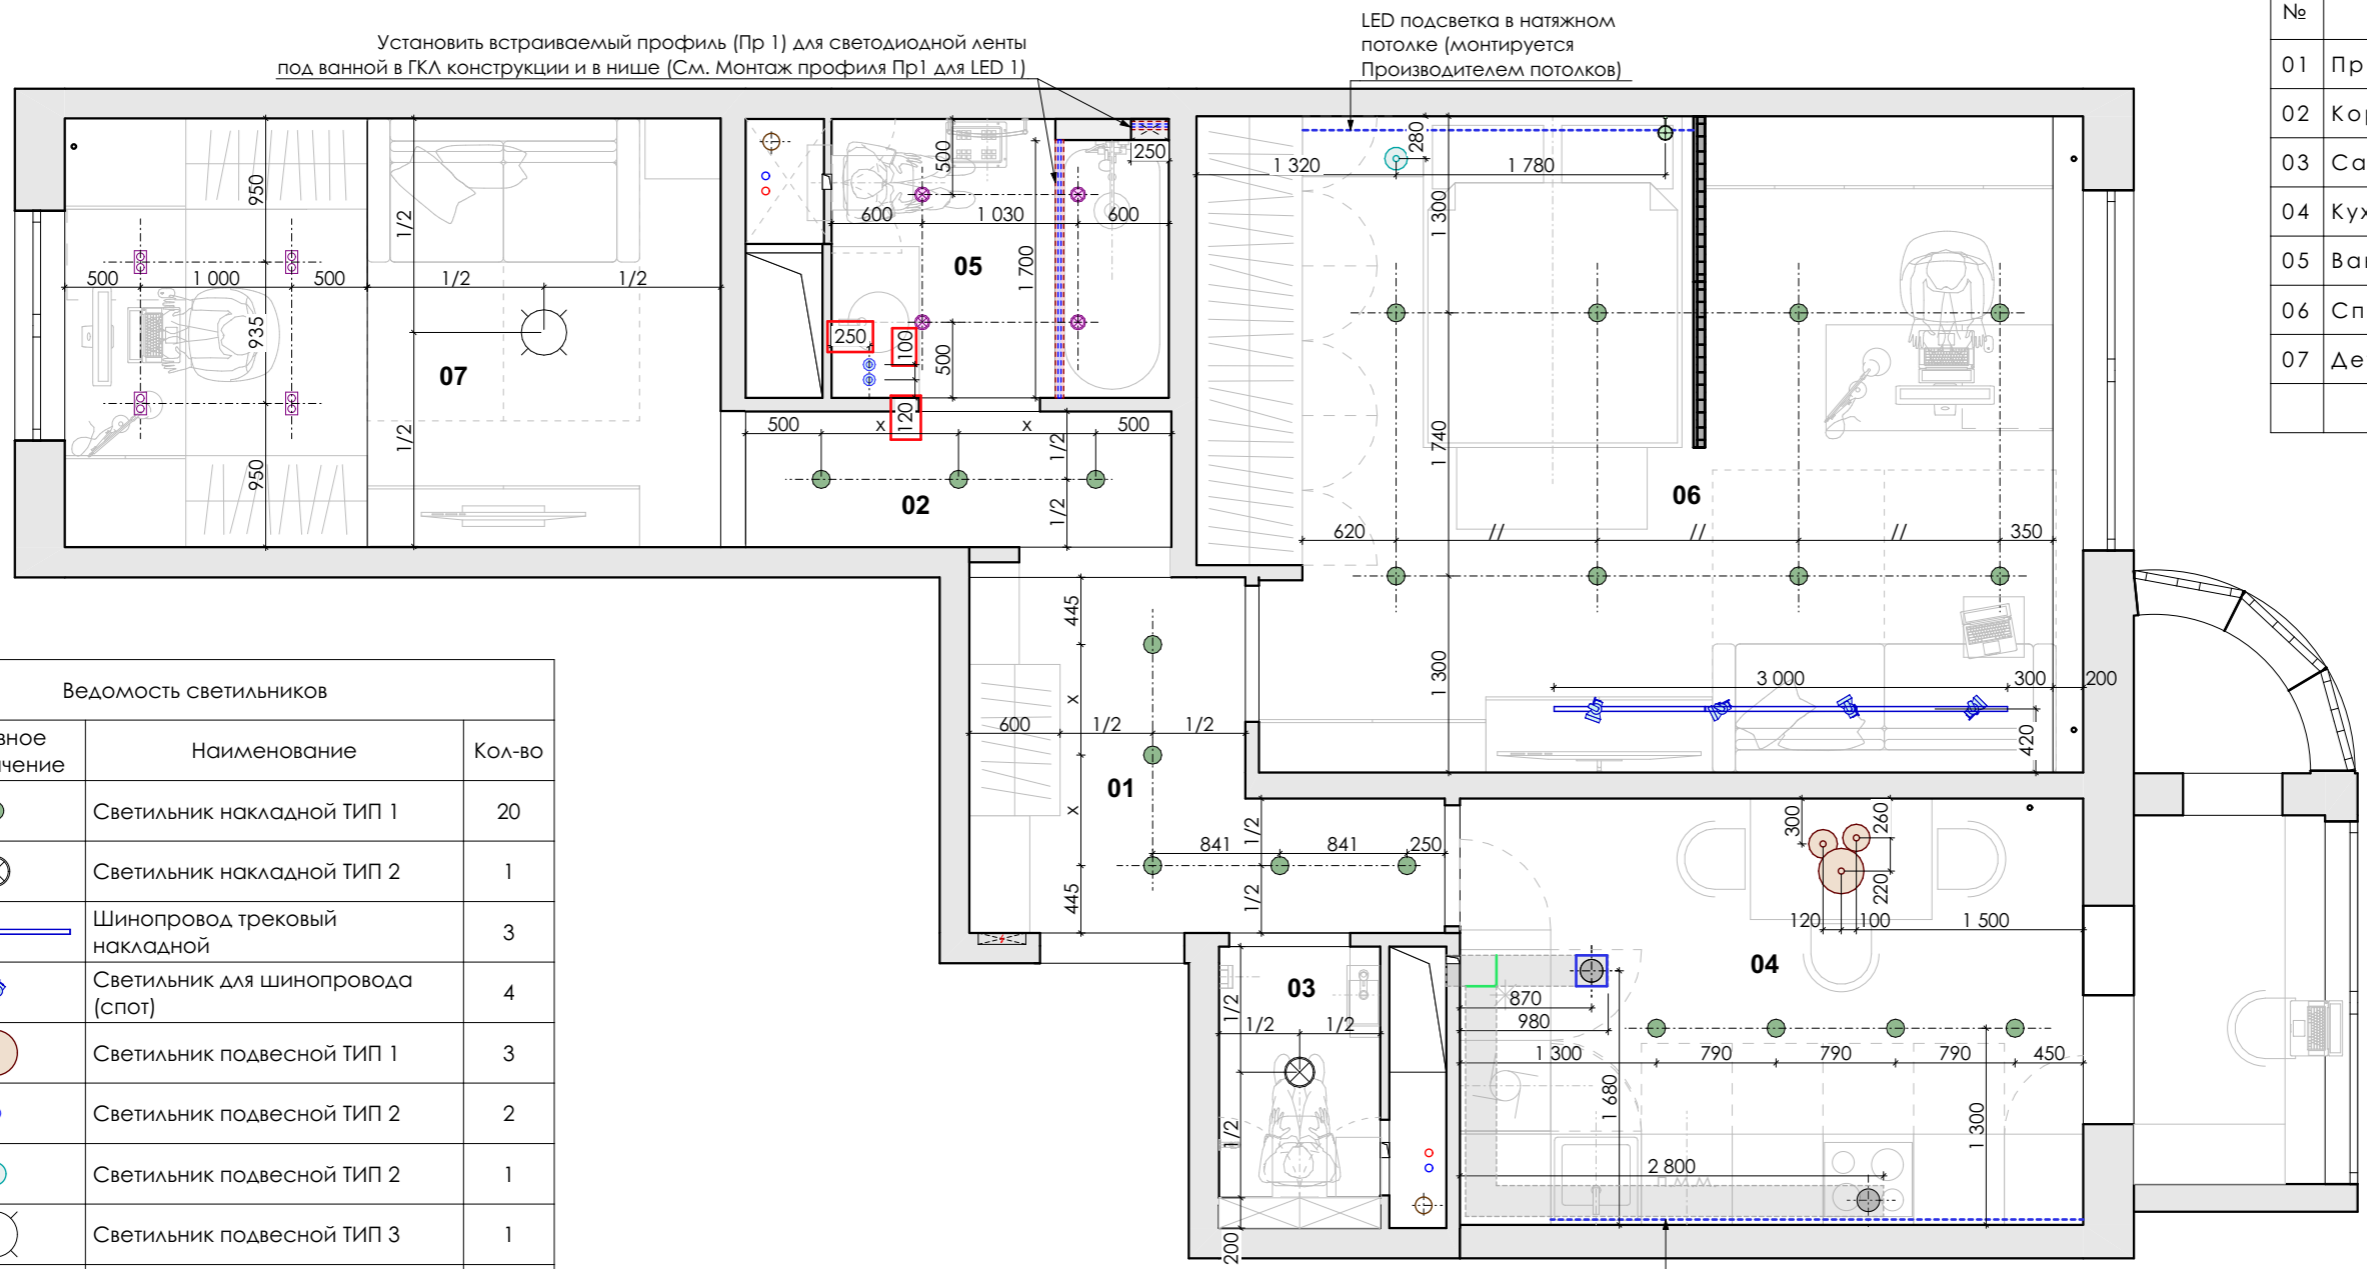 Установить встраиваемый профиль (Пр 1) для светодиодной ленты
под ванной в ГКЛ конструкции и в нише (См. Монтаж профиля Пр1 для LED 1)
LED подсветка в натяжном
потолке (монтируется
Производителем потолков)
№
01 Пр
02 Кор
03 Са
04 Кух
05 Ван
06 Сп
07 Де
950
1/2
500 1 000 500 1/2 1/2
935
07
1/2
950
500
250
600 1 030 600
05
1 700
250
100
500
120
500 x x 500
1/2
02
1/2
280
1 320 1 780
1 300
1 740
06
620 // // // 350
1 300
3 000 300 200
420
445
x
600 1/2 1/2
01
x
1/2
841 841 250
445
1/2
03
1/2
1/2 1/2
1/2
200
300 260
220
120 100 1 500
04
870
980
1 300 790 790 790 450
1 680
1 300
2 800
П М М
Ведомость светильников
вное
чение
Наименование
Кол-во
Светильник накладной ТИП 1 20
Светильник накладной ТИП 2 1
Шинопровод трековый
накладной
3
Светильник для шинопровода
(спот)
4
Светильник подвесной ТИП 1 3
Светильник подвесной ТИП 2 2
Светильник подвесной ТИП 2 1
Светильник подвесной ТИП 3 1